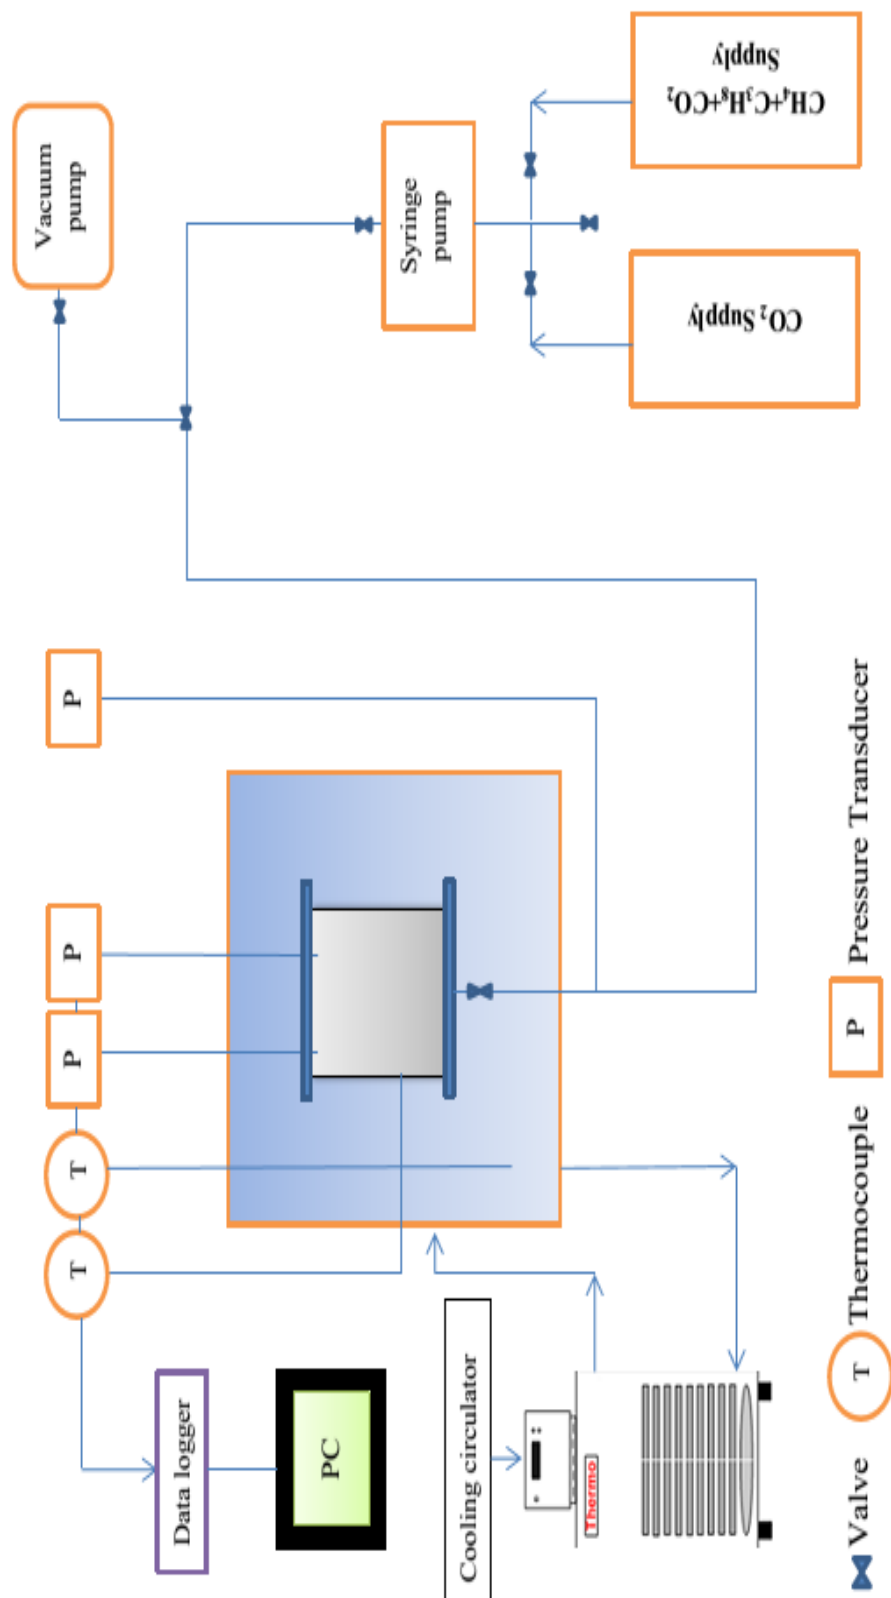 Vacuum
pump
Syringe
pump
CH₄+C₃H₈+CO₂
Supply
CO₂ Supply
P
P
P
T
T
Data logger
PC
Cooling circulator
Thermo
Valve
T
Thermocouple
P
Pressure Transducer